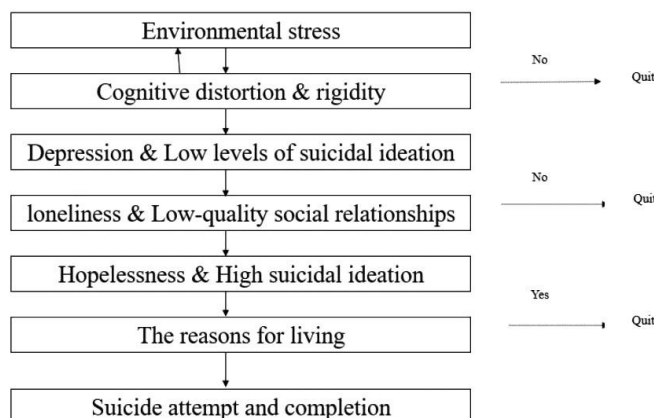 Environmental stress
No
Quit
Cognitive distortion & rigidity
Depression & Low levels of suicidal ideation
No
Quit
loneliness & Low-quality social relationships
Hopelessness & High suicidal ideation
Yes
Quit
The reasons for living
Suicide attempt and completion